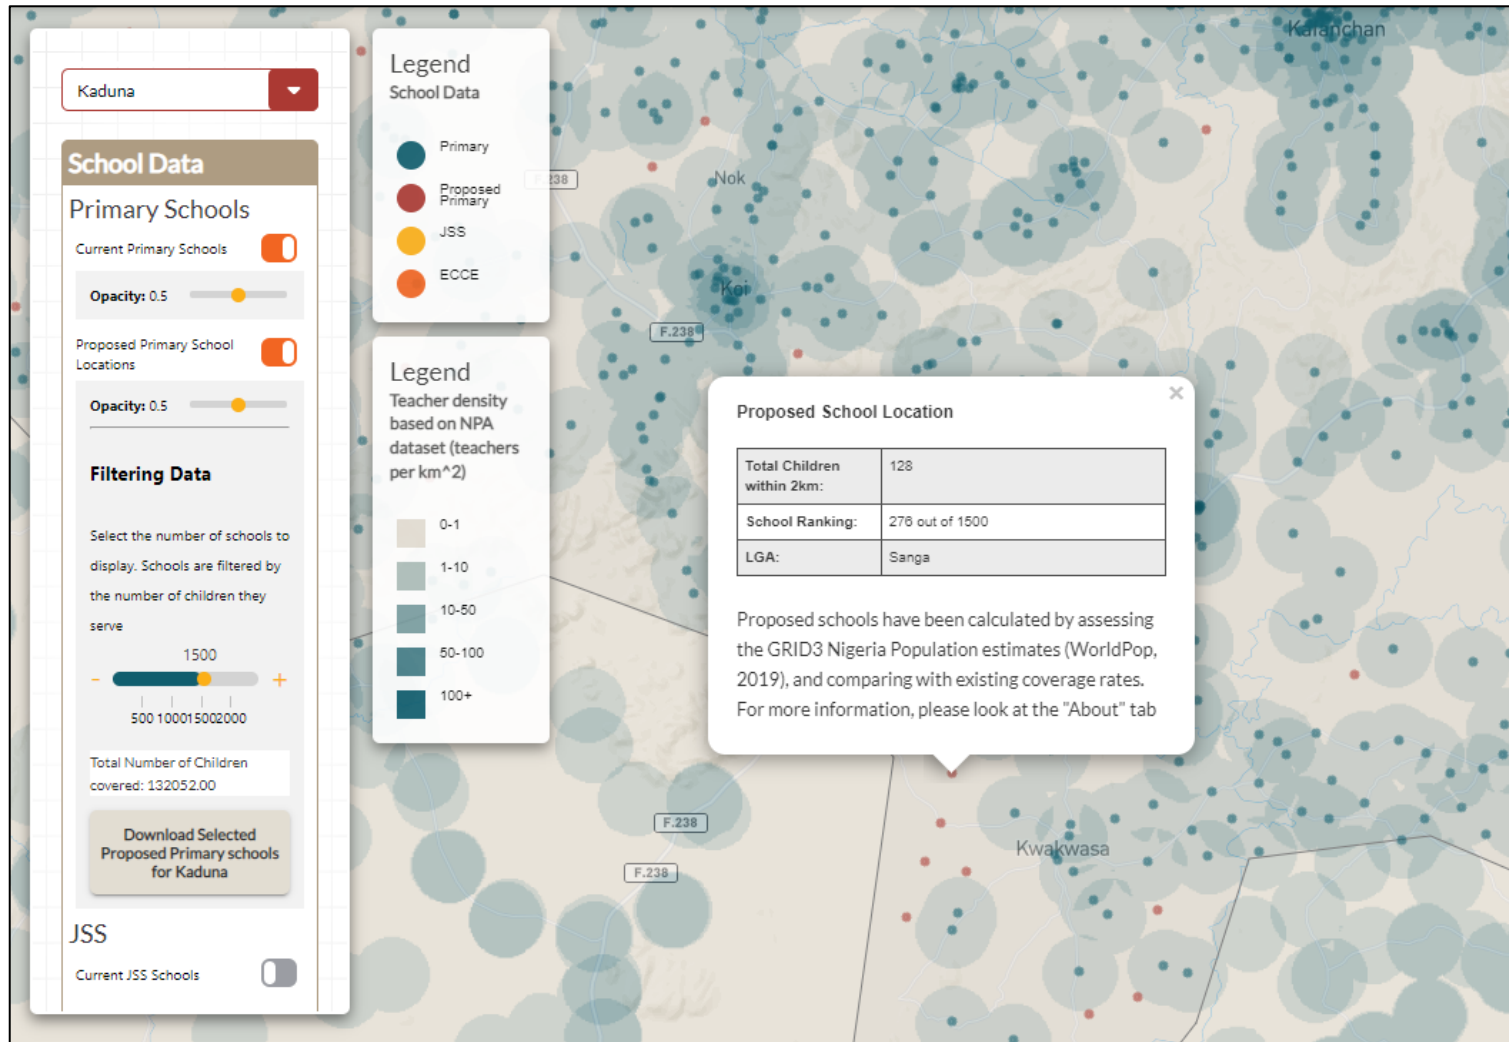 Kaduna
School Data
Primary Schools
Current Primary Schools
Opacity: 0.5
Proposed Primary School
Locations
Opacity: 0.5
Filtering Data
Select the number of schools to
display. Schools are filtered by
the number of children they
serve
1500
- +
500 1000 1500 2000
Total Number of Children
covered: 132052.00
Download Selected
Proposed Primary schools
for Kaduna
JSS
Current JSS Schools
Legend
School Data
Primary
Proposed
Primary
JSS
ECCE
Legend
Teacher density
based on NPA
dataset (teachers
per km^2)
0-1
1-10
10-50
50-100
100+
F.238
Nok
Koi
F.238
Proposed School Location
×
Total Children
within 2km:
128
School Ranking:
276 out of 1500
LGA:
Sanga
Proposed schools have been calculated by assessing
the GRID3 Nigeria Population estimates (WorldPop,
2019), and comparing with existing coverage rates.
For more information, please look at the "About" tab
F.238
F.238
Kwakwasa